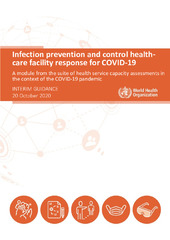 Infection prevention and control health-
care facility response for COVID-19
A module from the suite of health service capacity assessments in
the context of the COVID-19 pandemic
INTERIM GUIDANCE
20 October 2020
World Health
Organization